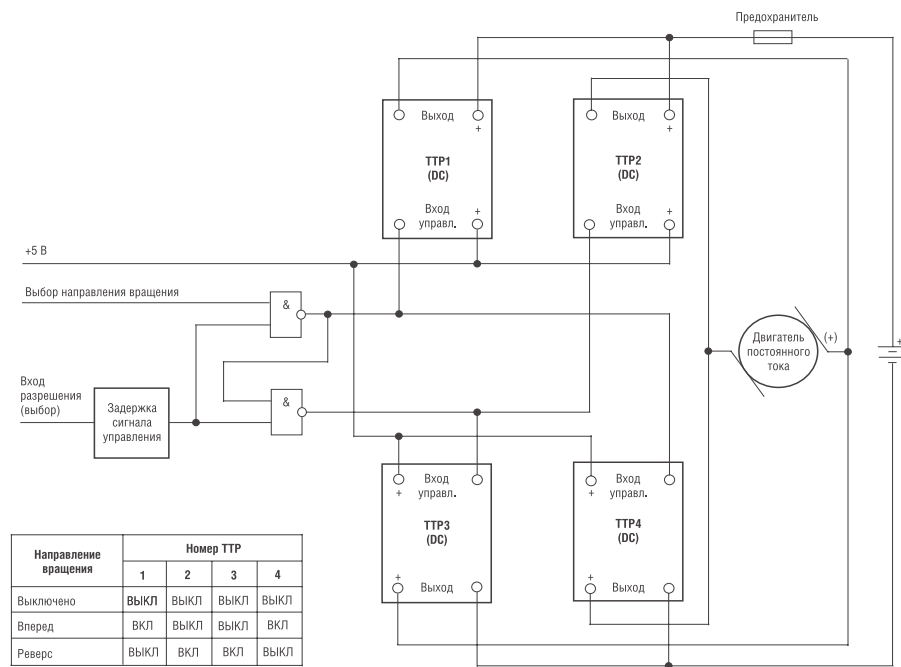 Предохранитель
Выход
+
ТТР1
(DC)
Вход
управл.
+
Выход
+
ТТР2
(DC)
Вход
управл.
+
+5 В
Выбор направления вращения
&
Вход
разрешения
(выбор)
Задержка
сигнала
управления
&
Двигатель
постоянного
тока
(+)
+
Вход
управл.
+
ТТР3
(DC)
+
Выход
Вход
управл.
+
ТТР4
(DC)
+
Выход
Направление
вращения
Номер ТТР
1 2 3 4
Выключено ВЫКЛ ВЫКЛ ВЫКЛ ВЫКЛ
Вперед ВКЛ ВЫКЛ ВЫКЛ ВКЛ
Реверс ВЫКЛ ВКЛ ВКЛ ВЫКЛ